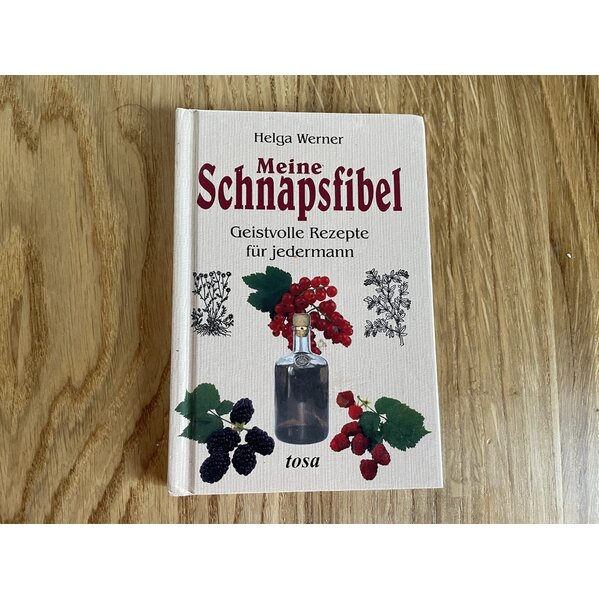 Helga Werner
Meine
Schnapsfibel
Geistvolle Rezepte
für jedermann
tosa